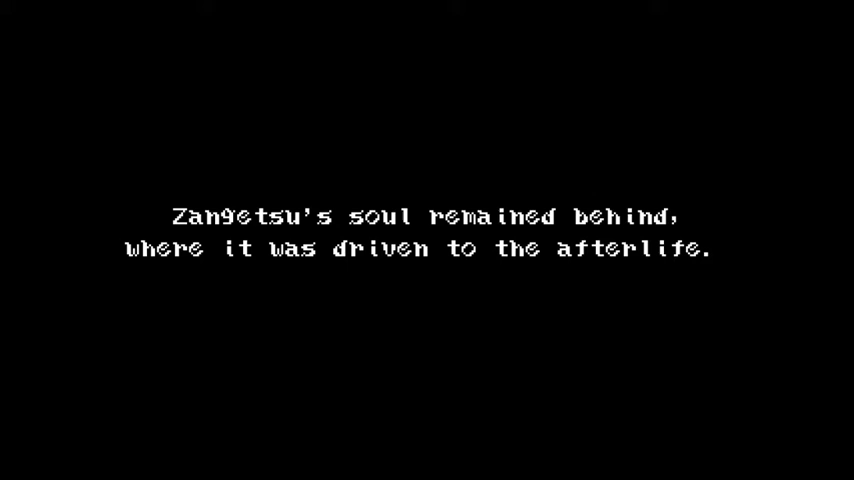 Zangetsu's soul remained behind,
where it was driven to the afterlife.